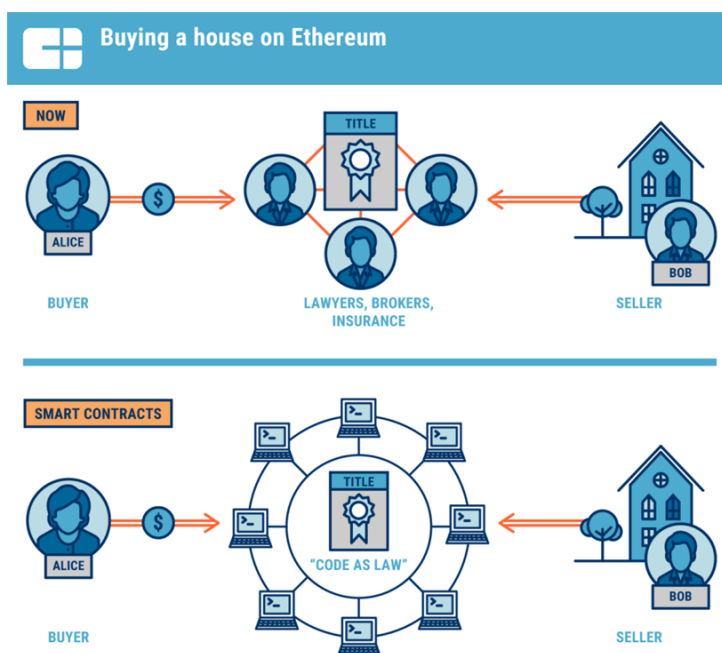 Buying a house on Ethereum
NOW
TITLE
$
ALICE
BOB
BUYER
LAWYERS, BROKERS,
INSURANCE
SELLER
SMART CONTRACTS
>_
>_
>_
TITLE
$
>_
>_
"CODE AS LAW"
ALICE
BOB
>_
>_
>_
BUYER
SELLER